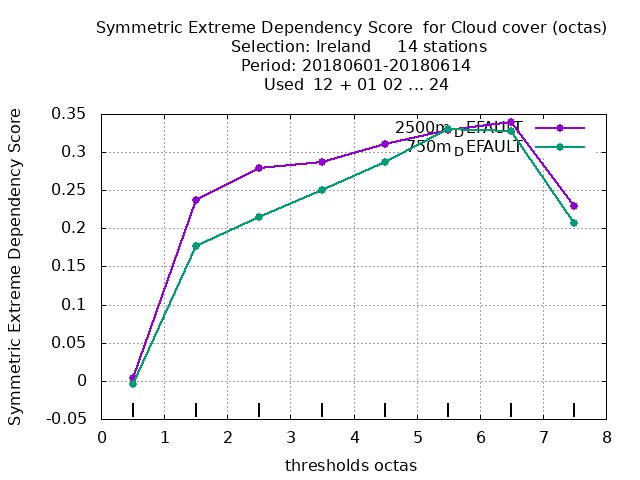 Symmetric Extreme Dependency Score for Cloud cover (octas)
Selection: Ireland 14 stations
Period: 20180601-20180614
Used 12 + 01 02 ... 24
Symmetric Extreme Dependency Score
0.35
0.3
0.25
0.2
0.15
0.1
0.05
0
-0.05
2500m_DEFAULT
750m_DEFAULT
0 1 2 3 4 5 6 7 8
thresholds octas